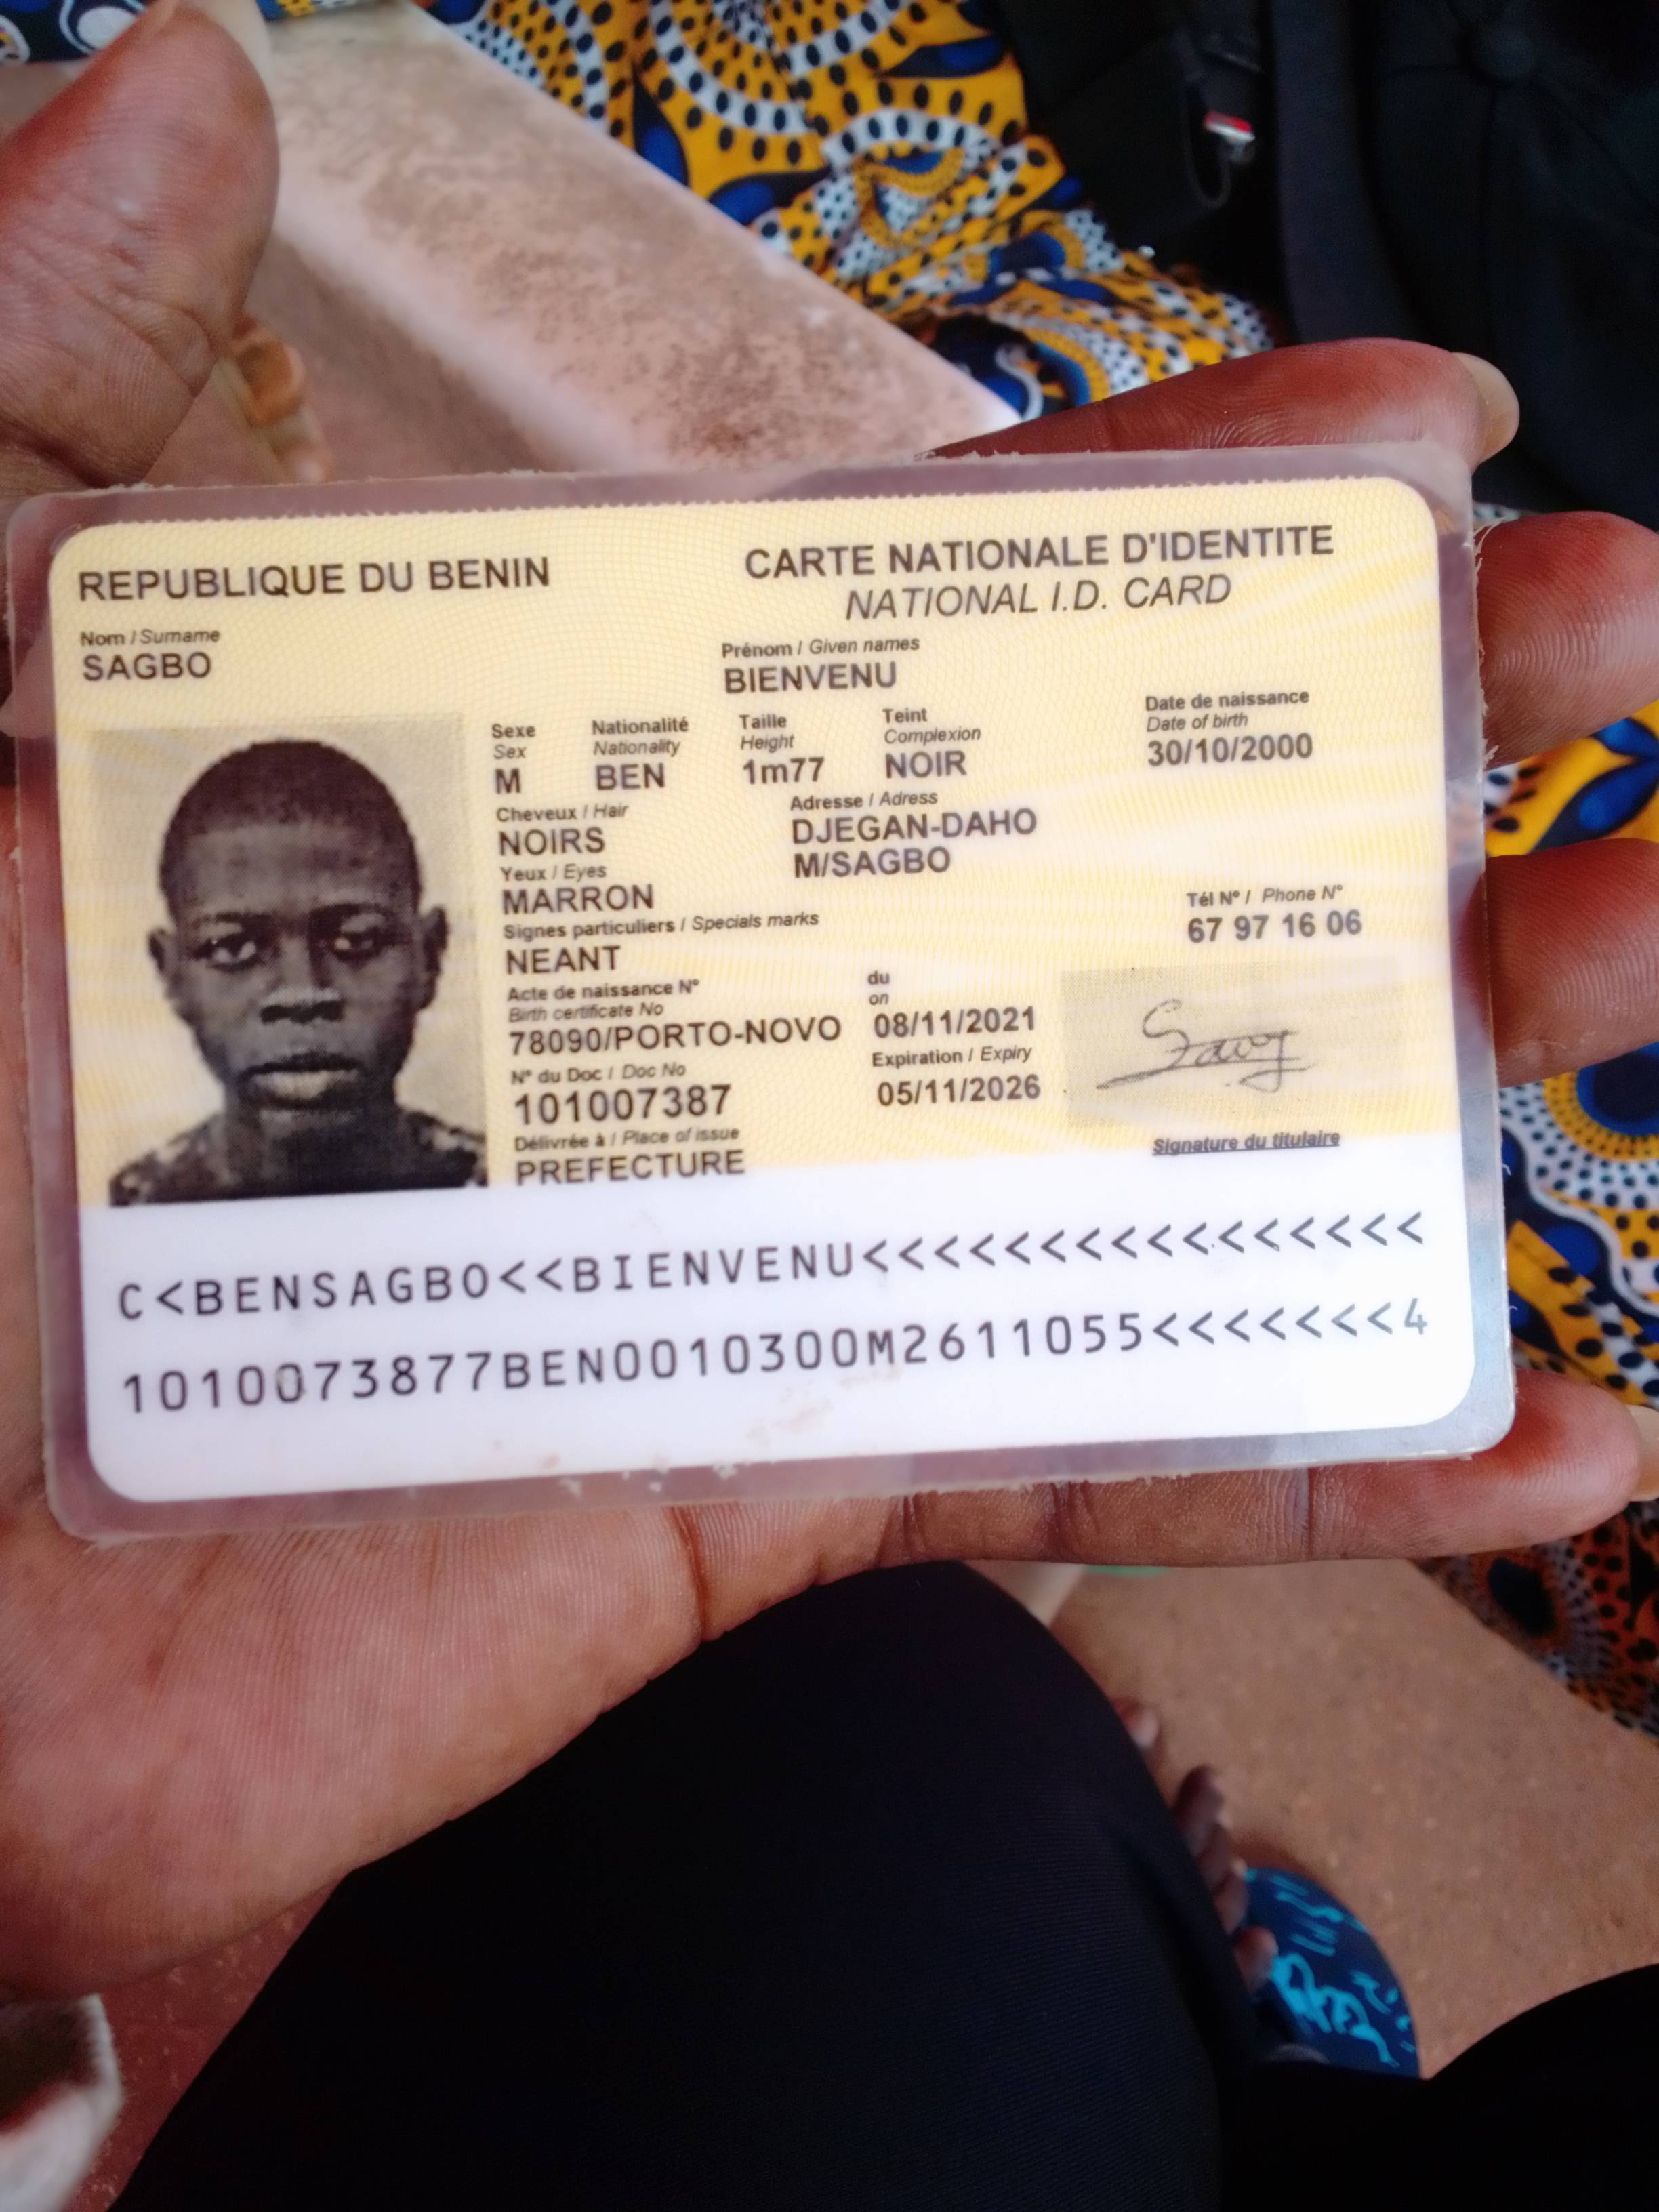 REPUBLIQUE DU BENIN
CARTE NATIONALE D'IDENTITE
NATIONAL I.D. CARD
Nom / Surname
SAGBO
Prénom / Given names
BIENVENU
Sexe
Sex
M
Nationalité
Nationality
BEN
Taille
Height
1m77
Teint
Complexion
NOIR
Date de naissance
Date of birth
30/10/2000
Cheveux / Hair
NOIRS
Adresse / Adress
DJEGAN-DAHO
M/SAGBO
Yeux / Eyes
MARRON
Tél N° / Phone N°
67 97 16 06
Signes particuliers / Specials marks
NEANT
Acte de naissance N°
Birth certificate No
78090/PORTO-NOVO
du
on
08/11/2021
N° du Doc / Doc No
101007387
Expiration / Expiry
05/11/2026
Délivrée à / Place of issue
PREFECTURE
Signature du titulaire
C<BENSAGBO<<BIENVENU<<<<<<<<<<<<<<<<
1010073877BEN0010300M2611055<<<<<<<4